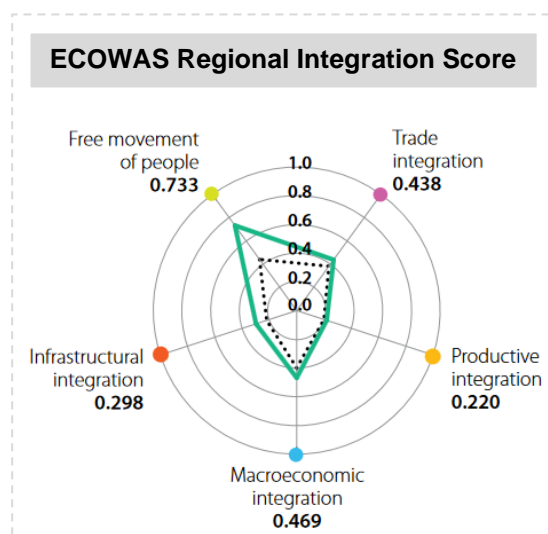 ECOWAS Regional Integration Score
Free movement
of people
0.733
Trade
integration
0.438
1.0
0.8
0.6
0.4
0.2
0.0
Infrastructural
integration
0.298
Productive
integration
0.220
Macroeconomic
integration
0.469